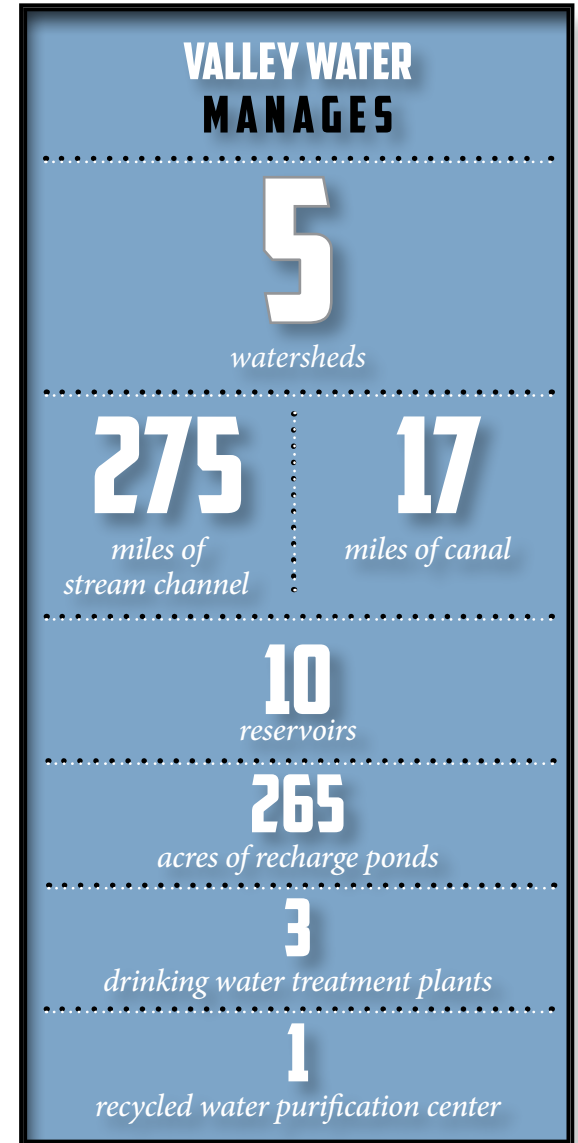 VALLEY WATER
MANAGES
5
watersheds
275
miles of
stream channel
17
miles of canal
10
reservoirs
265
acres of recharge ponds
3
drinking water treatment plants
1
recycled water purification center